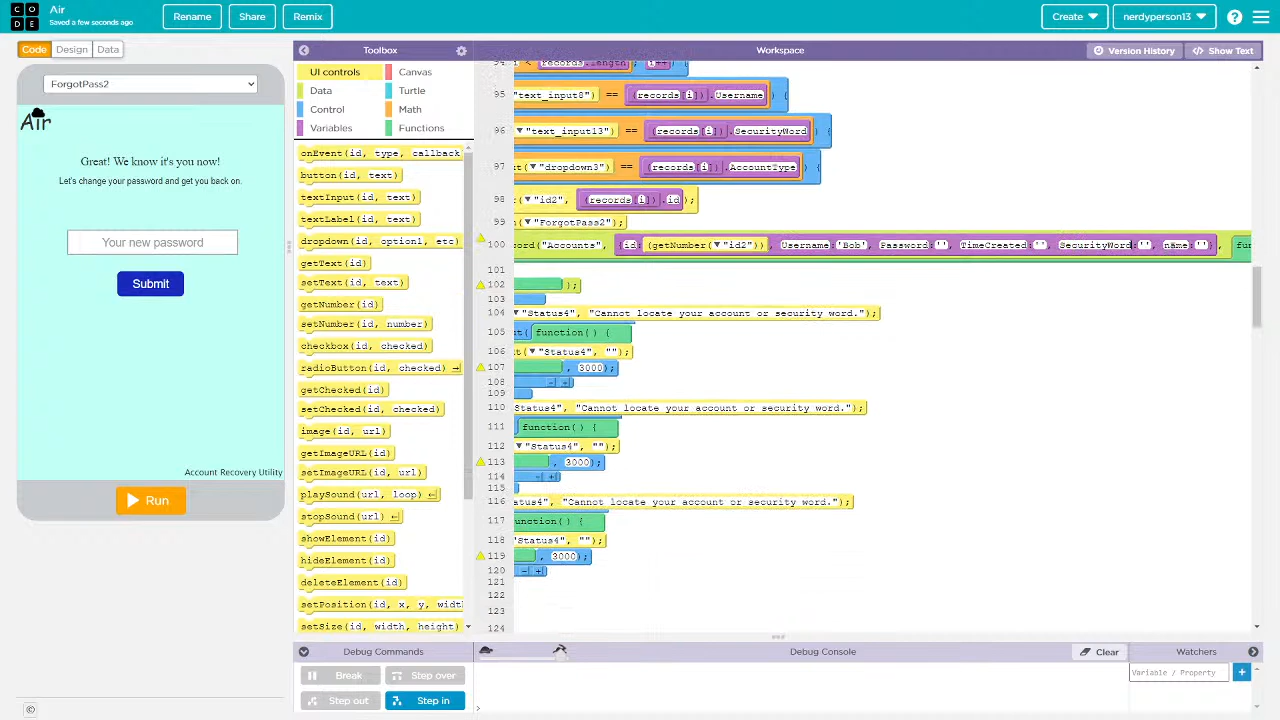 CODE
Air
Saved a few seconds ago
Rename
Share
Remix
Create
nerdyperson13
Code
Design
Data
Toolbox
Workspace
Version History
Show Text
ForgotPass2
Air
Great! We know it's you now!
Let's change your password and get you back on.
Your new password
Submit
Account Recovery Utility
Run
UI controls
Canvas
Data
Turtle
Control
Math
Variables
Functions
onEvent(id, type, callback
button(id, text)
textInput(id, text)
textLabel(id, text)
dropdown(id, option1, etc)
getText(id)
setText(id, text)
getNumber(id)
setNumber(id, number)
checkbox(id, checked)
radioButton(id, checked)
getChecked(id)
setChecked(id, checked)
image(id, url)
getImageURL(id)
setImageURL(id, url)
playSound(url, loop)
stopSound(url)
showElement(id)
hideElement(id)
deleteElement(id)
setPosition(id, x, y, width
setSize(id, width, height)
94 < records.length; i++)
95 "text_input8") == (records[i]).Username ) {
96 "text_input13") == (records[i]).SecurityWord ) {
97 t("dropdown3") == (records[i]).AccountType ) {
98 ("id2", (records[i]).id);
99 n("ForgotPass2");
100 cord("Accounts", {id:(getNumber("id2")), Username:'Bob', Password:'', TimeCreated:'', SecurityWord:'', name:''}, fun
101
102 );
103
104 "Status4", "Cannot locate your account or security word.");
105 ut( function() {
106 xt("Status4", "");
107 , 3000);
108 - +
109
110 Status4", "Cannot locate your account or security word.");
111 function() {
112 "Status4", "");
113 , 3000);
114 - +
115
116 atus4", "Cannot locate your account or security word.");
117 unction() {
118 "Status4", "");
119 , 3000);
120 - +
121
122
123
124
Debug Commands
Debug Console
Clear
Watchers
Break
Step over
Step out
Step in
Variable / Property
+
>